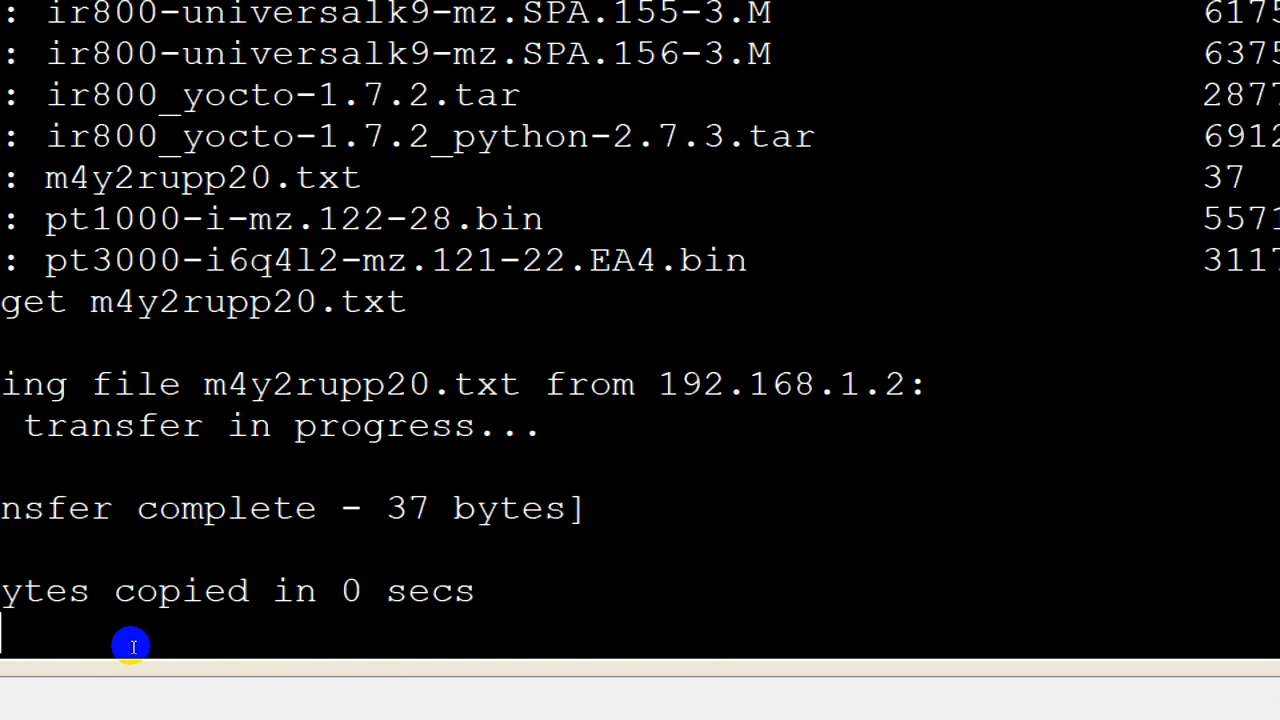 : ir800-universalk9-mz.SPA.155-3.M 6175
: ir800-universalk9-mz.SPA.156-3.M 6375
: ir800_yocto-1.7.2.tar 2877
: ir800_yocto-1.7.2_python-2.7.3.tar 6912
: m4y2rupp20.txt 37
: pt1000-i-mz.122-28.bin 5571
: pt3000-i6q4l2-mz.121-22.EA4.bin 3117
get m4y2rupp20.txt
ing file m4y2rupp20.txt from 192.168.1.2:
transfer in progress...
nsfer complete - 37 bytes]
ytes copied in 0 secs